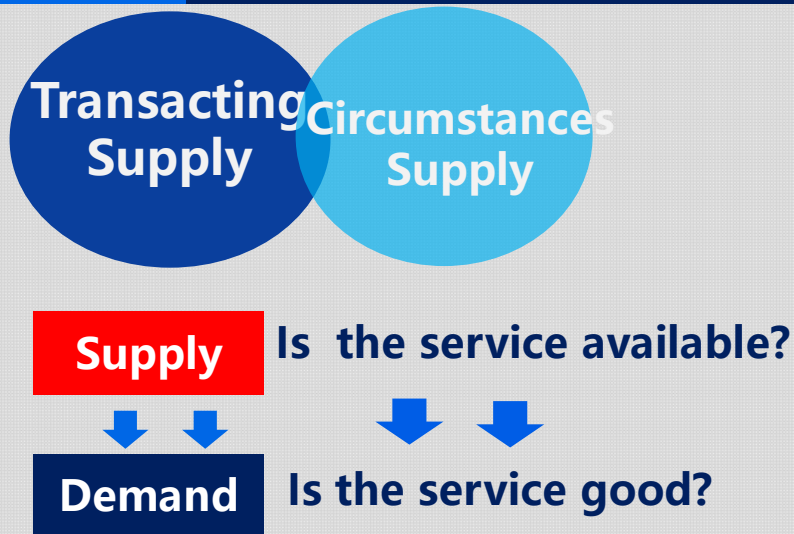 Transacting
Supply
Circumstances
Supply
Supply
Is the service available?
Demand
Is the service good?